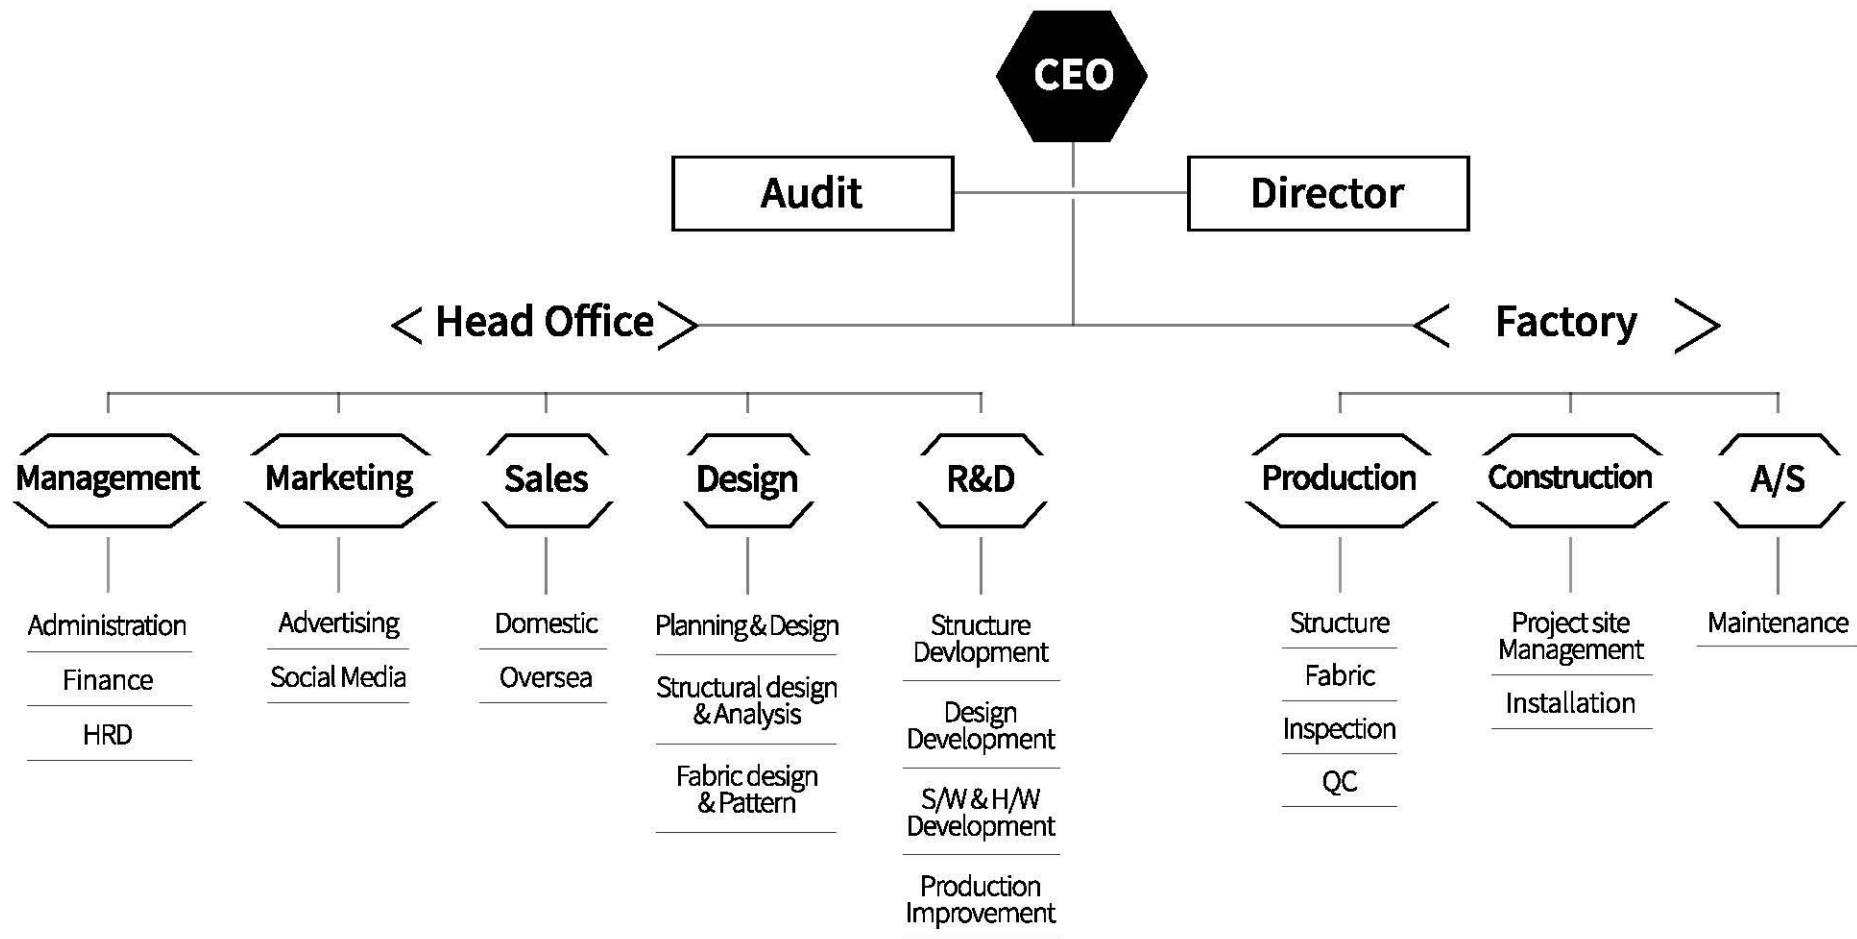 CEO
Audit
Director
Head Office
Factory
Management
Marketing
Sales
Design
R&D
Production
Construction
A/S
Administration
Finance
HRD
Advertising
Social Media
Domestic
Oversea
Planning & Design
Structural design
& Analysis
Fabric design
& Pattern
Structure
Devlopment
Design
Development
S/W & H/W
Development
Production
Improvement
Structure
Fabric
Inspection
QC
Project site
Management
Installation
Maintenance